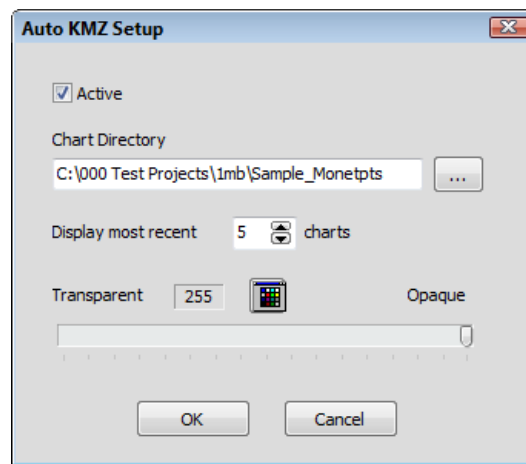 Auto KMZ Setup
Active
Chart Directory
C:\000 Test Projects\1mb\Sample_Monetpts
...
Display most recent 5 charts
Transparent 255 Opaque
OK Cancel